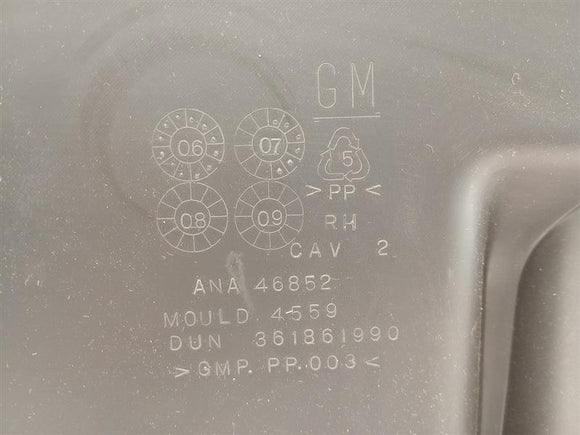 GM
06 07
5
>PP<
08 09
RH
CAV 2
ANA 46852
MOULD 4559
DUN 361861990
>GMP. PP.003<